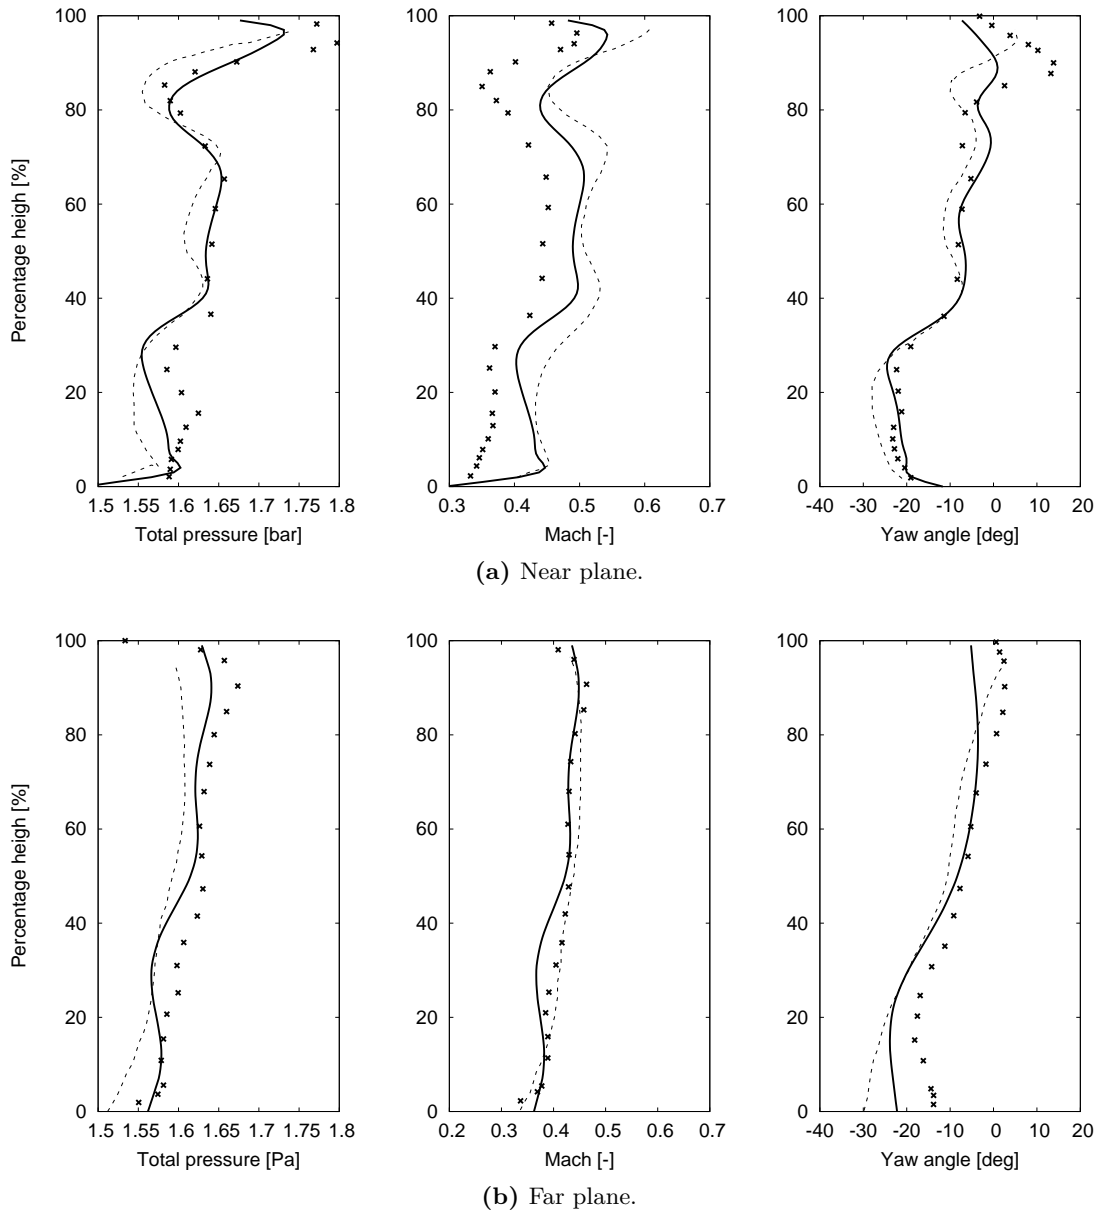 100
80
60
40
20
0
Percentage heigh [%]
1.5 1.55 1.6 1.65 1.7 1.75 1.8
Total pressure [bar]
100
80
60
40
20
0
0.3 0.4 0.5 0.6 0.7
Mach [-]
100
80
60
40
20
0
-40 -30 -20 -10 0 10 20
Yaw angle [deg]
(a) Near plane.
100
80
60
40
20
0
Percentage heigh [%]
1.5 1.55 1.6 1.65 1.7 1.75 1.8
Total pressure [Pa]
100
80
60
40
20
0
0.2 0.3 0.4 0.5 0.6 0.7
Mach [-]
100
80
60
40
20
0
-40 -30 -20 -10 0 10 20
Yaw angle [deg]
(b) Far plane.